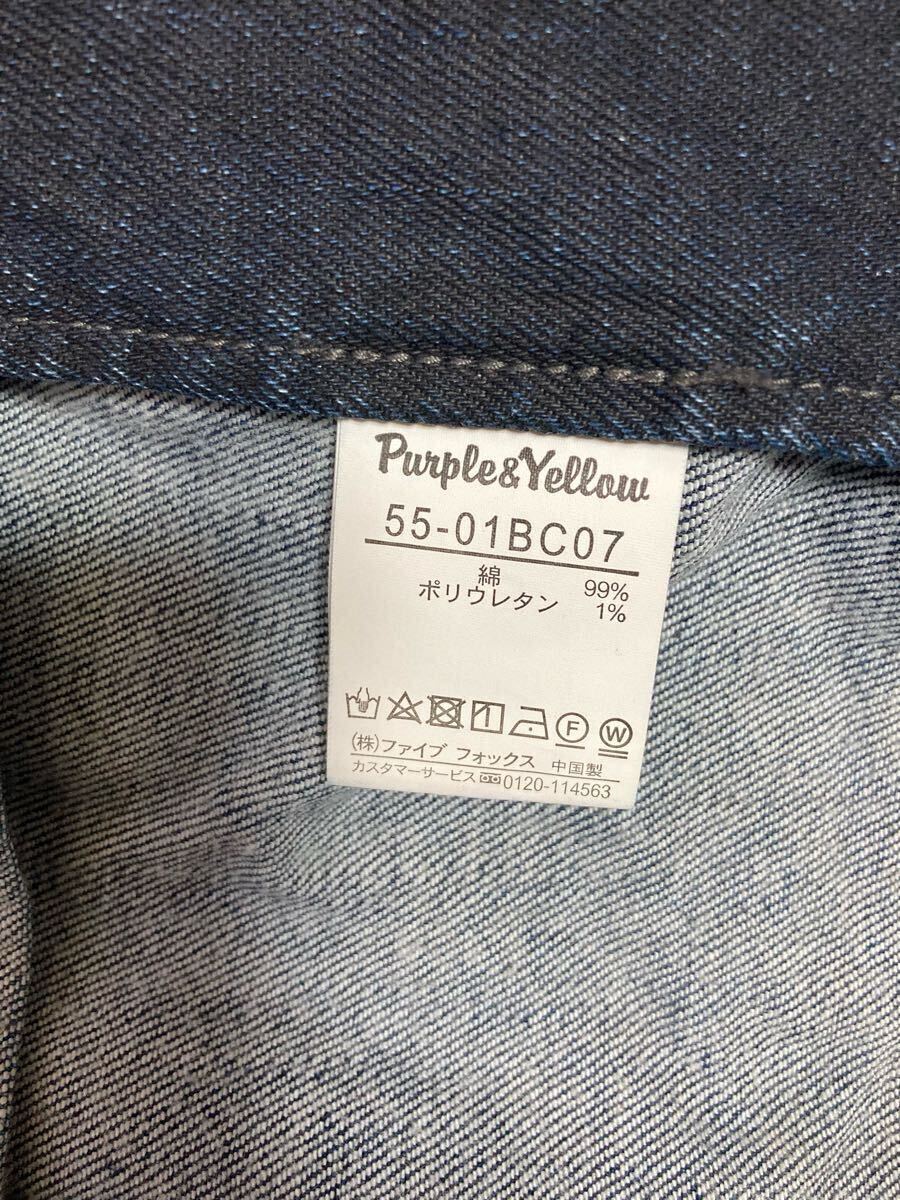 Purple&Yellow
55-01BC07
綿 99%
ポリウレタン 1%
F W
(株)ファイブ フォックス 中国製
カスタマーサービス 0120-114563